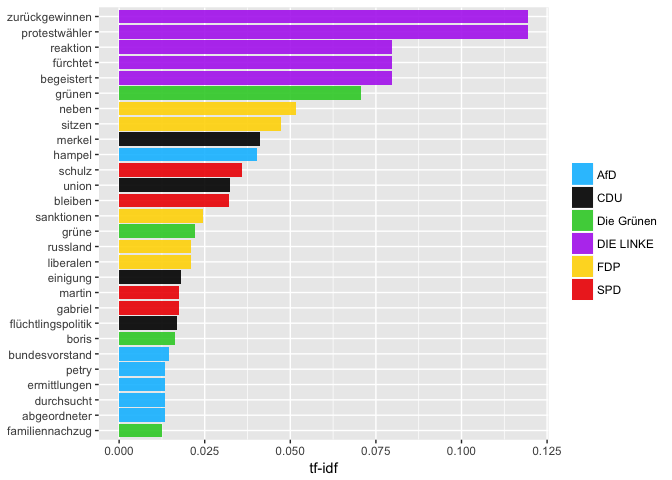 zurückgewinnen
protestwähler
reaktion
fürchtet
begeistert
grünen
neben
sitzen
merkel
hampel
schulz
union
bleiben
sanktionen
grüne
russland
liberalen
einigung
martin
gabriel
flüchtlingspolitik
boris
bundesvorstand
petry
ermittlungen
durchsucht
abgeordneter
familiennachzug
0.000 0.025 0.050 0.075 0.100 0.125
tf-idf
AfD
CDU
Die Grünen
DIE LINKE
FDP
SPD